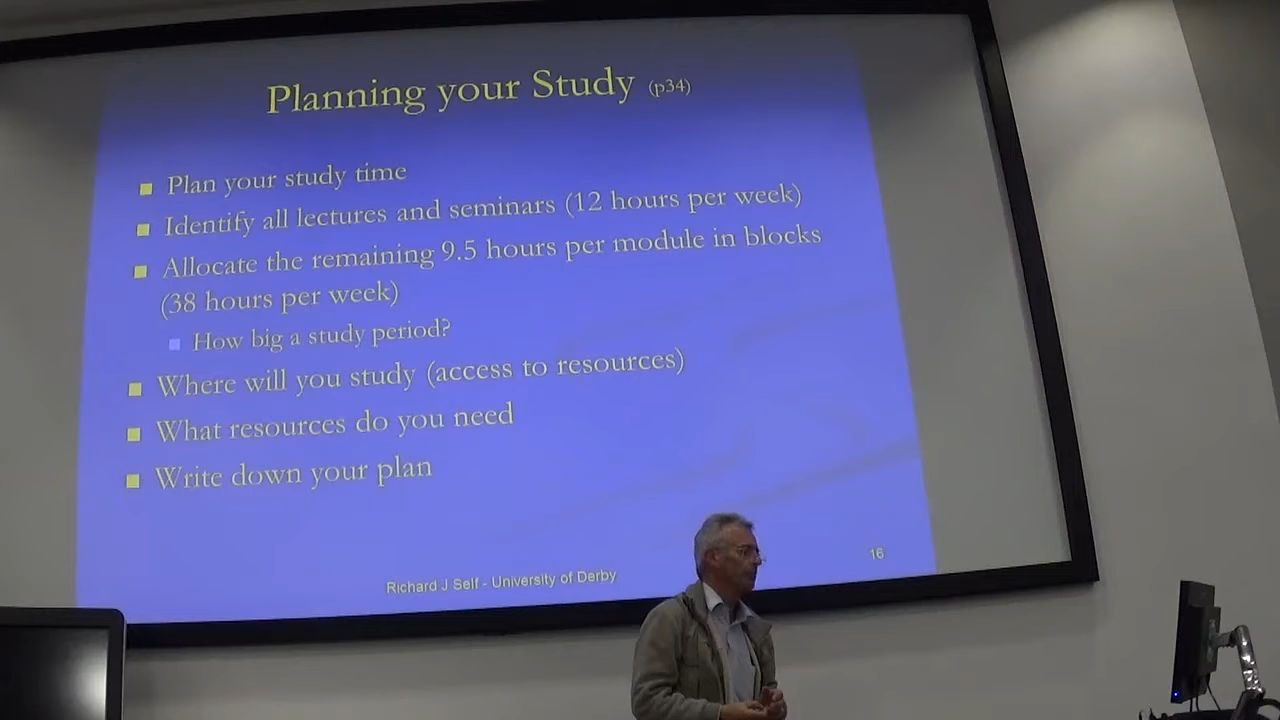 Planning your Study (p34)
Plan your study time
Identify all lectures and seminars (12 hours per week)
Allocate the remaining 9.5 hours per module in blocks
(38 hours per week)
How big a study period?
Where will you study (access to resources)
What resources do you need
Write down your plan
Richard J Self - University of Derby
16